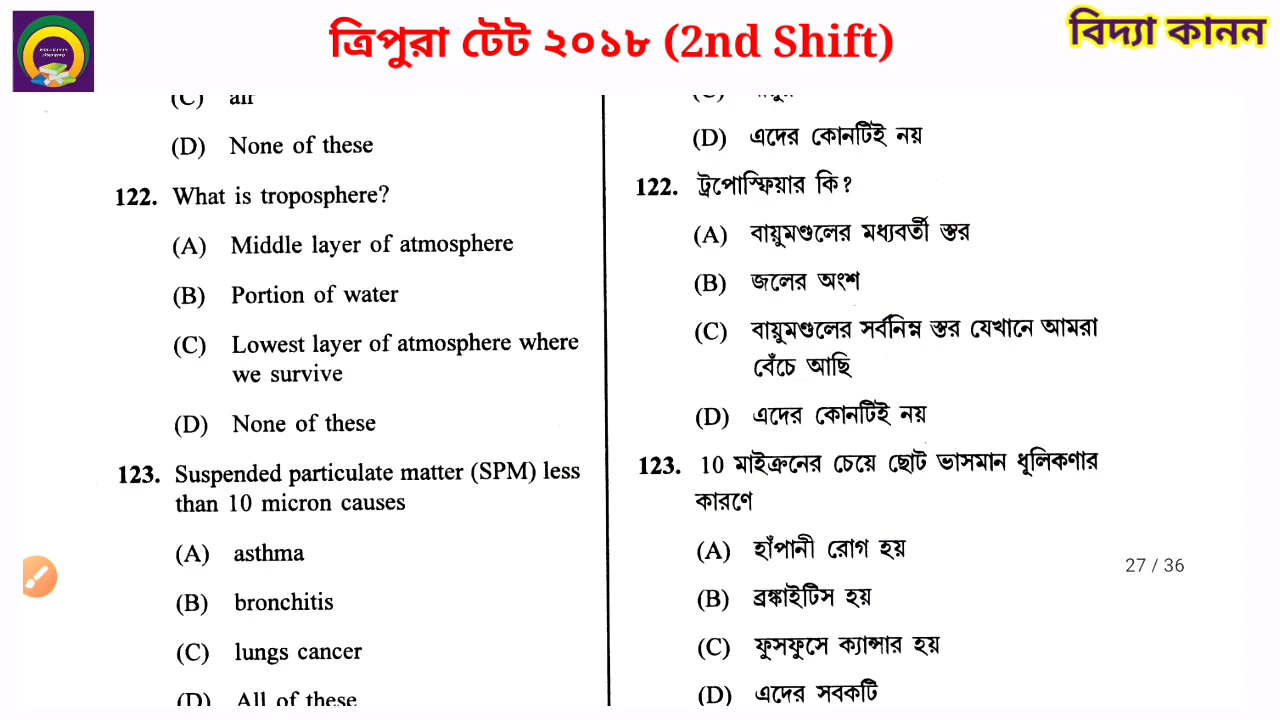 ত্রিপুরা টেট ২০১৮ (2nd Shift)
বিদ্যা কানন
(C) air
(D) None of these
122. What is troposphere?
(A) Middle layer of atmosphere
(B) Portion of water
(C) Lowest layer of atmosphere where
we survive
(D) None of these
123. Suspended particulate matter (SPM) less
than 10 micron causes
(A) asthma
(B) bronchitis
(C) lungs cancer
(D) All of these
(D) এদের কোনটিই নয়
122. ট্রপোস্ফিয়ার কি?
(A) বায়ুমণ্ডলের মধ্যবর্তী স্তর
(B) জলের অংশ
(C) বায়ুমণ্ডলের সর্বনিম্ন স্তর যেখানে আমরা
বেঁচে আছি
(D) এদের কোনটিই নয়
123. 10 মাইক্রনের চেয়ে ছোট ভাসমান ধূলিকণার
কারণে
(A) হাঁপানী রোগ হয়
(B) ব্রঙ্কাইটিস হয়
(C) ফুসফুসে ক্যান্সার হয়
(D) এদের সবকটি
27 / 36